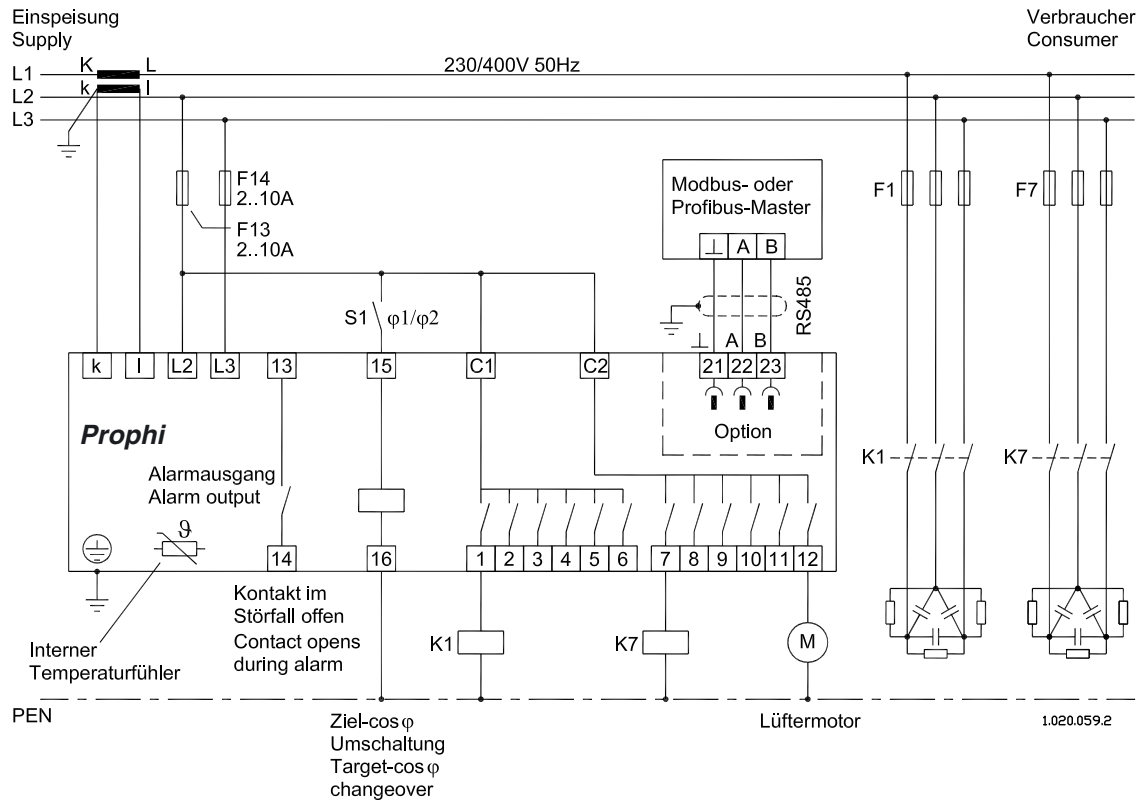 Einspeisung
Supply
Verbraucher
Consumer
K L
230/400V 50Hz
L1
k l
L2
L3
F14
2..10A
F13
2..10A
Modbus- oder
Profibus-Master
⊥ A B
F1
F7
RS485
S1 φ1/φ2
⊥ A B
k l L2 L3 13 15 C1 C2 21 22 23
Prophi
Option
Alarmausgang
Alarm output
K1
K7
ϑ
14 16 1 2 3 4 5 6 7 8 9 10 11 12
Kontakt im
Störfall offen
Contact opens
during alarm
K1
K7
M
Interner
Temperaturfühler
PEN
Ziel-cos φ
Umschaltung
Target-cos φ
changeover
Lüftermotor
1.020.059.2